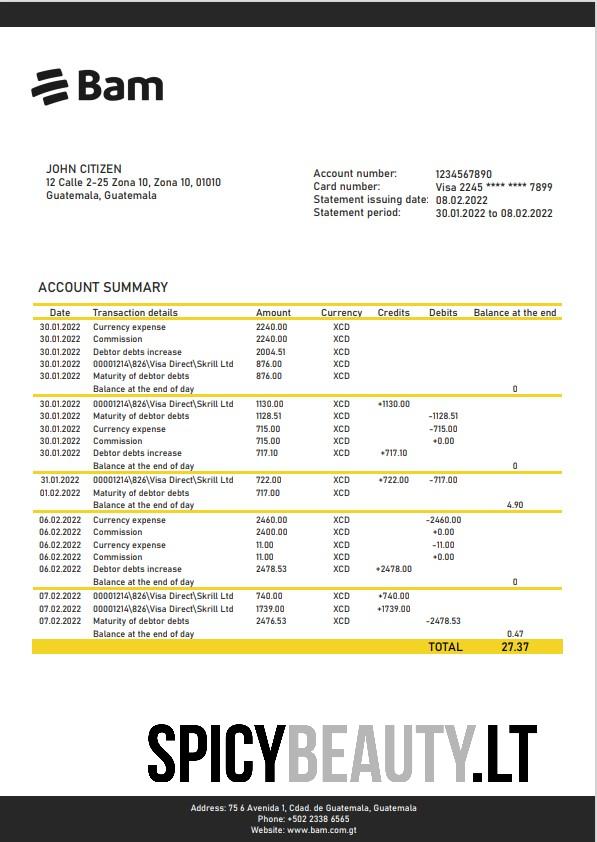 Bam
JOHN CITIZEN
12 Calle 2-25 Zona 10, Zona 10, 01010
Guatemala, Guatemala
Account number: 1234567890
Card number: Visa 2245 **** **** 7899
Statement issuing date: 08.02.2022
Statement period: 30.01.2022 to 08.02.2022
ACCOUNT SUMMARY
Date Transaction details Amount Currency Credits Debits Balance at the end
30.01.2022 Currency expense 2240.00 XCD
30.01.2022 Commission 2240.00 XCD
30.01.2022 Debtor debts increase 2004.51 XCD
30.01.2022 00001214\826\Visa Direct\Skrill Ltd 876.00 XCD
30.01.2022 Maturity of debtor debts 876.00 XCD
Balance at the end of day 0
30.01.2022 00001214\826\Visa Direct\Skrill Ltd 1130.00 XCD +1130.00
30.01.2022 Maturity of debtor debts 1128.51 XCD -1128.51
30.01.2022 Currency expense 715.00 XCD -715.00
30.01.2022 Commission 715.00 XCD +0.00
30.01.2022 Debtor debts increase 717.10 XCD +717.10
Balance at the end of day 0
31.01.2022 00001214\826\Visa Direct\Skrill Ltd 722.00 XCD +722.00 -717.00
01.02.2022 Maturity of debtor debts 717.00 XCD
Balance at the end of day 4.90
06.02.2022 Currency expense 2460.00 XCD -2460.00
06.02.2022 Commission 2400.00 XCD +0.00
06.02.2022 Currency expense 11.00 XCD -11.00
06.02.2022 Commission 11.00 XCD +0.00
06.02.2022 Debtor debts increase 2478.53 XCD +2478.00
Balance at the end of day 0
07.02.2022 00001214\826\Visa Direct\Skrill Ltd 740.00 XCD +740.00
07.02.2022 00001214\826\Visa Direct\Skrill Ltd 1739.00 XCD +1739.00
07.02.2022 Maturity of debtor debts 2476.53 XCD -2478.53
Balance at the end of day 0.47
TOTAL 27.37
SPICYBEAUTY.LT
Address: 75 6 Avenida 1, Cdad. de Guatemala, Guatemala
Phone: +502 2338 6565
Website: www.bam.com.gt